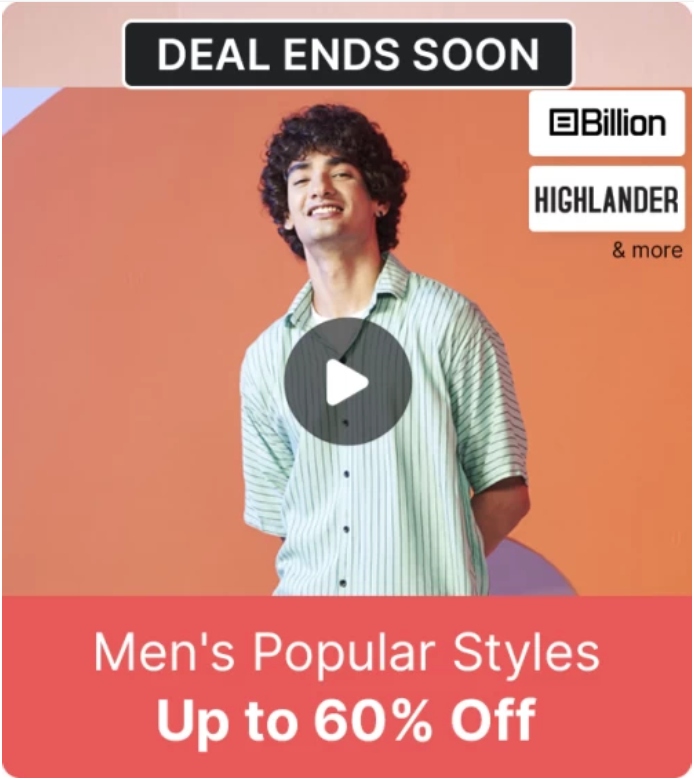 DEAL ENDS SOON
Billion
HIGHLANDER
& more
Men's Popular Styles
Up to 60% Off